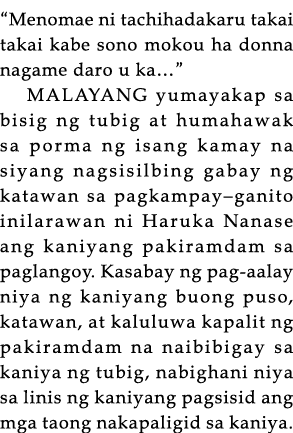 “Menomae ni tachihadakaru takai
takai kabe sono mokou ha donna
nagame daro u ka…”
MALAYANG yumayakap sa
bisig ng tubig at humahawak
sa porma ng isang kamay na
siyang nagsisilbing gabay ng
katawan sa pagkampay–ganito
inilarawan ni Haruka Nanase
ang kaniyang pakiramdam sa
paglangoy. Kasabay ng pag-aalay
niya ng kaniyang buong puso,
katawan, at kaluluwa kapalit ng
pakiramdam na naibibigay sa
kaniya ng tubig, nabighani niya
sa linis ng kaniyang pagsisid ang
mga taong nakapaligid sa kaniya.